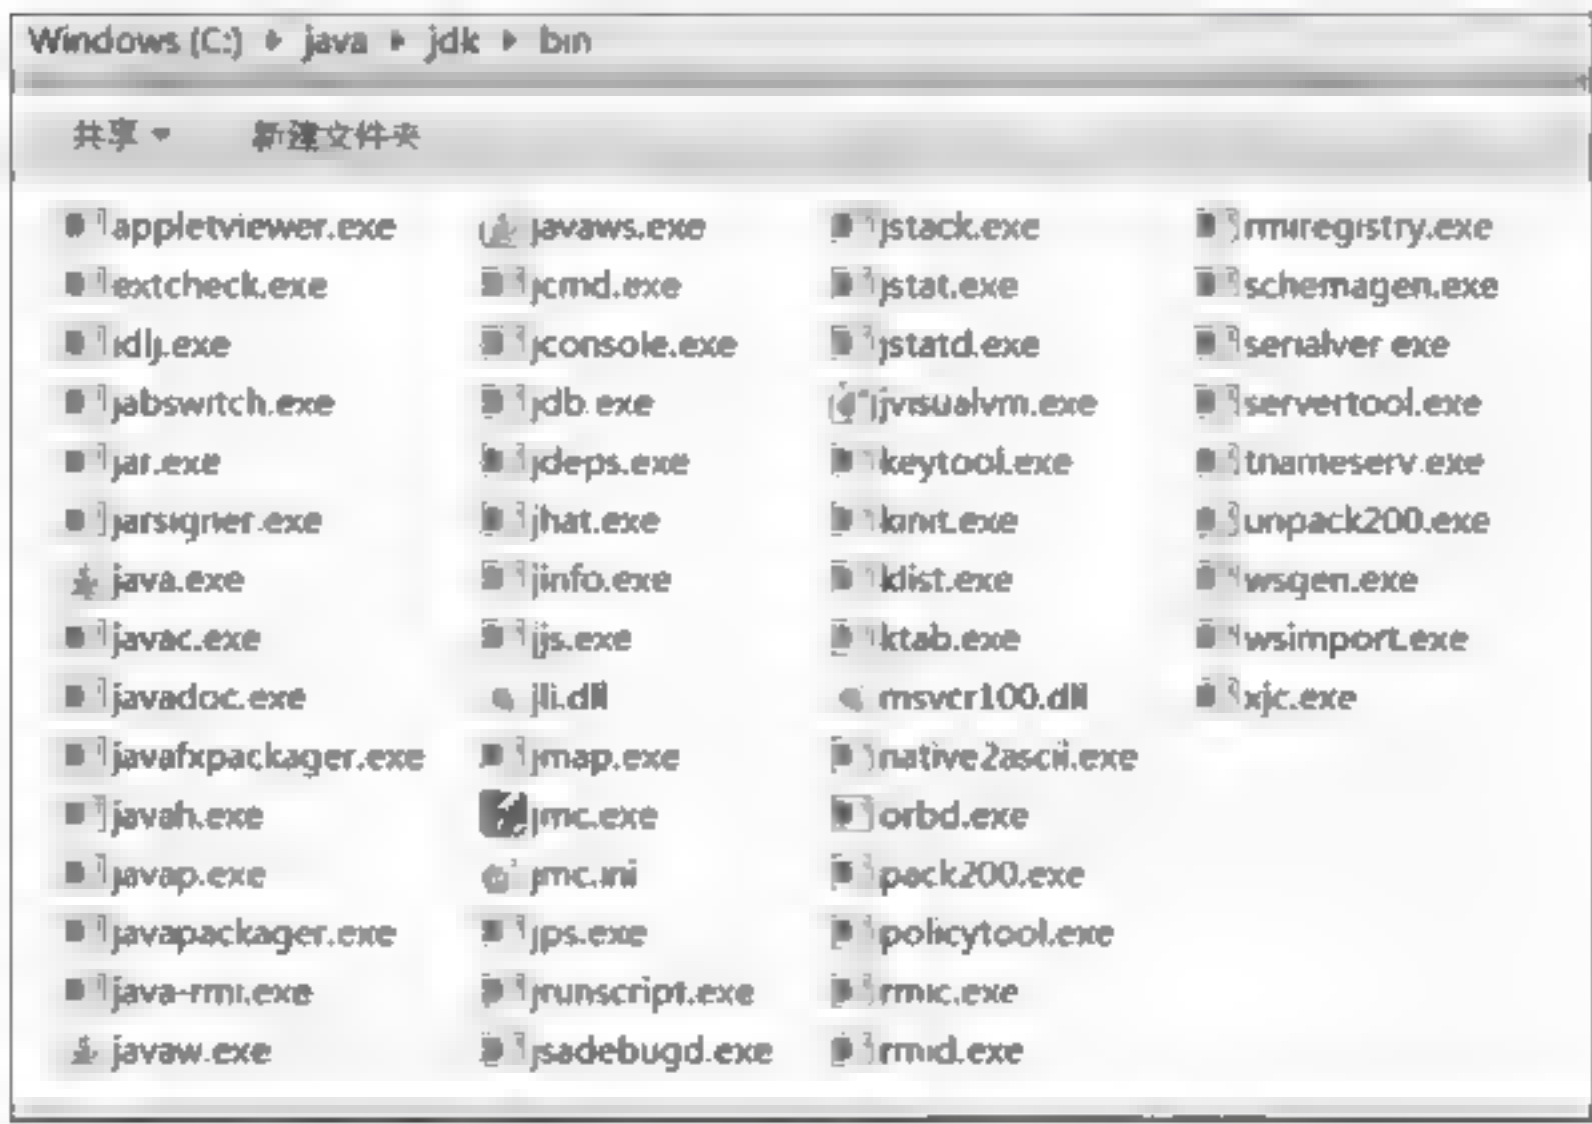 Windows (C:) ▸ java ▸ jdk ▸ bin
共享 新建文件夹
appletviewer.exe
extcheck.exe
idlj.exe
jabswitch.exe
jar.exe
jarsigner.exe
java.exe
javac.exe
javadoc.exe
javafxpackager.exe
javah.exe
javap.exe
javapackager.exe
java-rmi.exe
javaw.exe
javaws.exe
jcmd.exe
jconsole.exe
jdb.exe
jdeps.exe
jhat.exe
jinfo.exe
jjs.exe
jli.dll
jmap.exe
jmc.exe
jmc.ini
jps.exe
jrunscript.exe
jsadebugd.exe
jstack.exe
jstat.exe
jstatd.exe
jvisualvm.exe
keytool.exe
kinit.exe
klist.exe
ktab.exe
msvcr100.dll
native2ascii.exe
orbd.exe
pack200.exe
policytool.exe
rmic.exe
rmid.exe
rmiregistry.exe
schemagen.exe
serialver.exe
servertool.exe
tnameserv.exe
unpack200.exe
wsgen.exe
wsimport.exe
xjc.exe